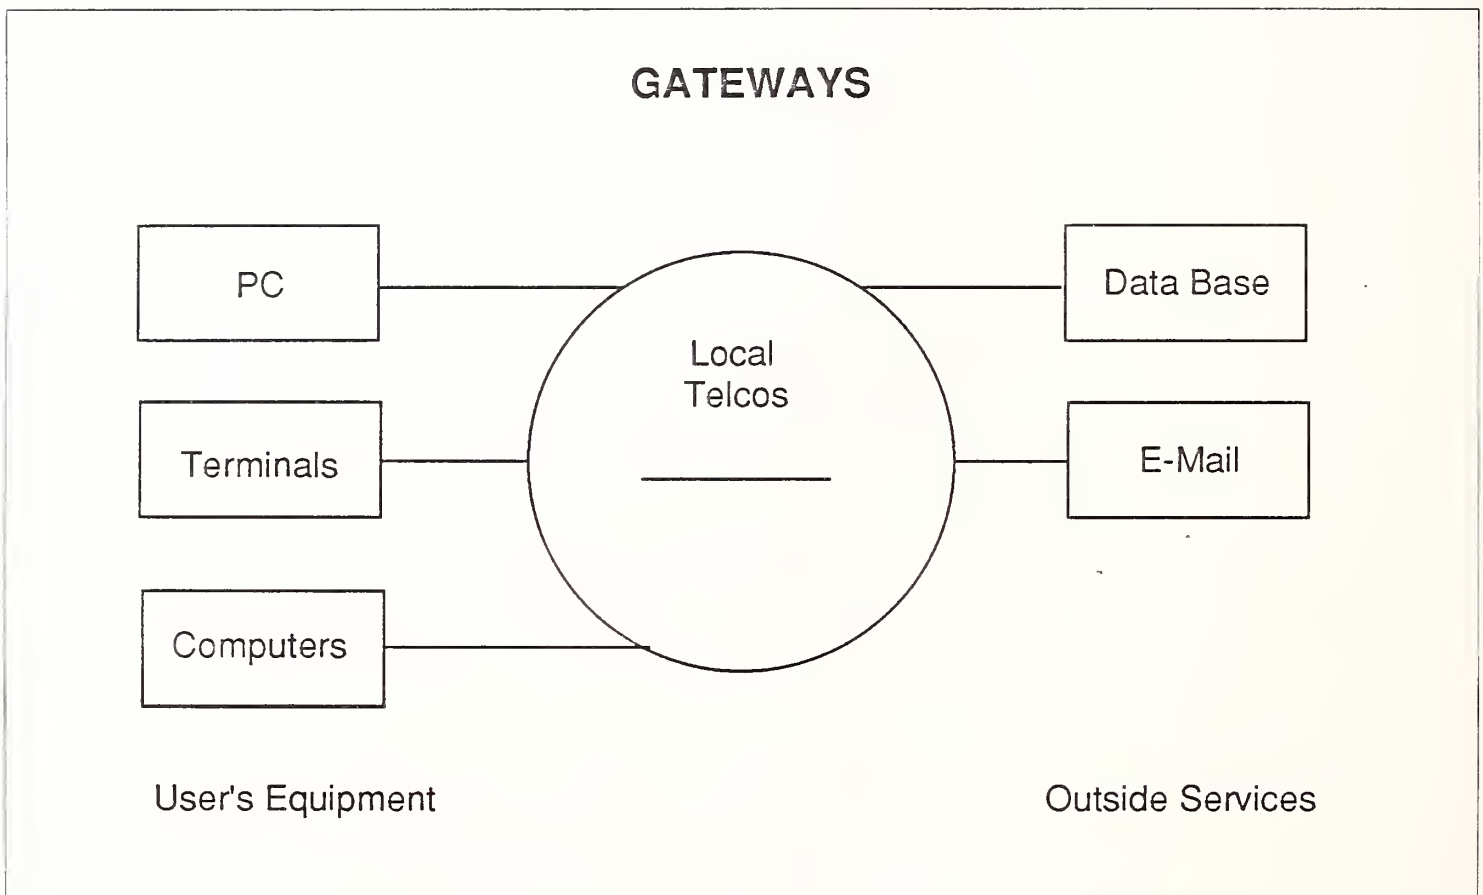 GATEWAYS
PC
Data Base
Local
Telcos
Terminals
E-Mail
Computers
User's Equipment
Outside Services